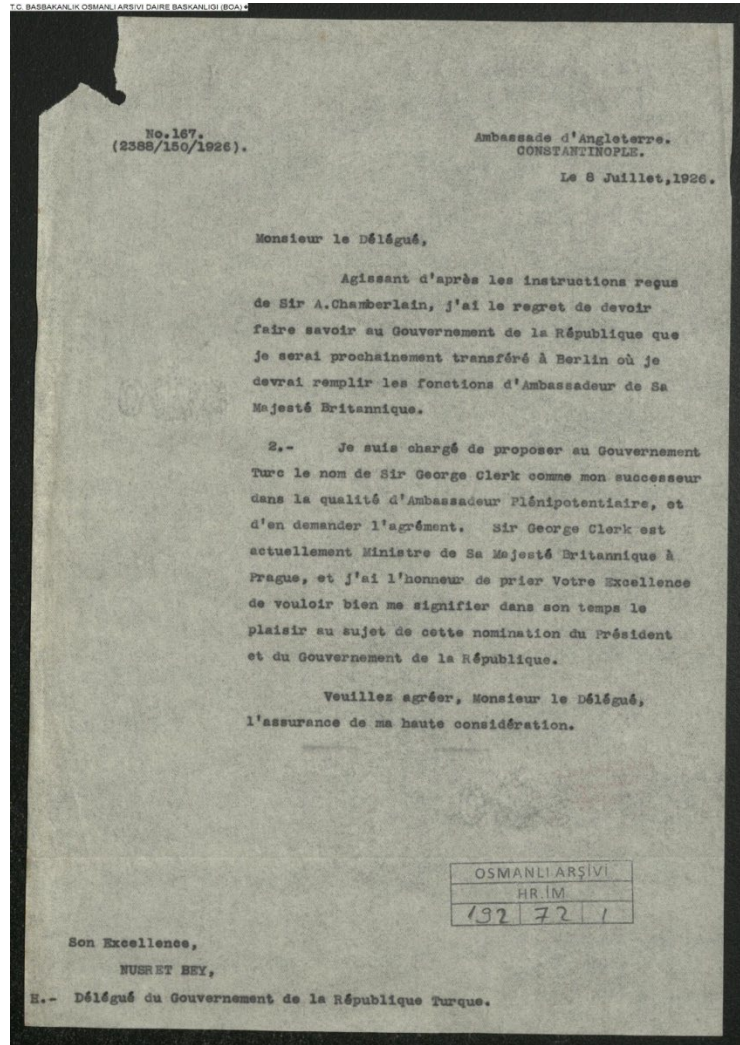 T.C. BASBAKANLIK OSMANLI ARSIVI DAIRE BASKANLIGI (BOA)
No.167.
(2388/150/1926).
Ambassade d'Angleterre.
CONSTANTINOPLE.
Le 8 Juillet,1926.
Monsieur le Délégué,
Agissant d'après les instructions reçus
de Sir A.Chamberlain, j'ai le regret de devoir
faire savoir au Gouvernement de la République que
je serai prochainement transféré à Berlin où je
devrai remplir les fonctions d'Ambassadeur de Sa
Majesté Britannique.
2.- Je suis chargé de proposer au Gouvernement
Turc le nom de Sir George Clerk comme mon successeur
dans la qualité d'Ambassadeur Plénipotentiaire, et
d'en demander l'agrément. Sir George Clerk est
actuellement Ministre de Sa Majesté Britannique à
Prague, et j'ai l'honneur de prier Votre Excellence
de vouloir bien me signifier dans son temps le
plaisir au sujet de cette nomination du Président
et du Gouvernement de la République.
Veuillez agréer, Monsieur le Délégué,
l'assurance de ma haute considération.
OSMANLI ARŞİVİ
HR.İM
192 72 1
Son Excellence,
NUSRET BEY,
H.- Délégué du Gouvernement de la République Turque.